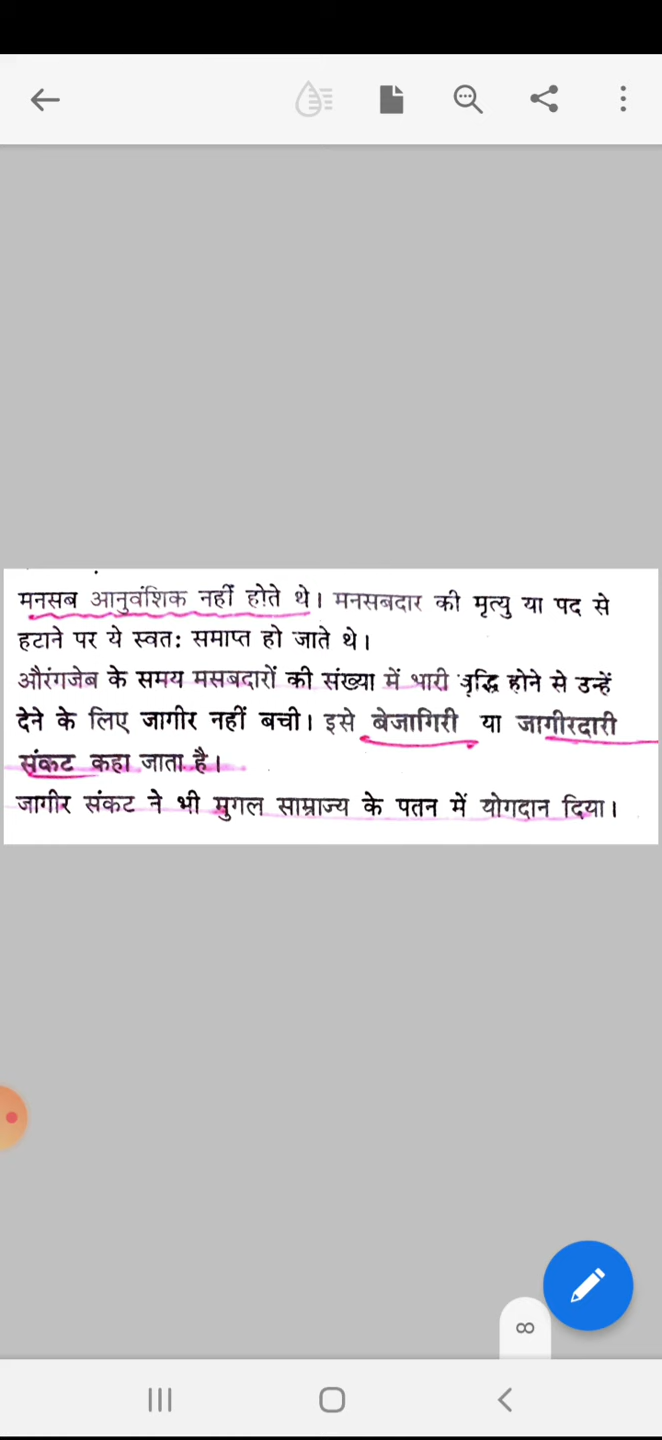 मनसब आनुवंशिक नहीं होते थे। मनसबदार की मृत्यु या पद से
हटाने पर ये स्वत: समाप्त हो जाते थे।
औरंगजेब के समय मसबदारों की संख्या में भारी वृद्धि होने से उन्हें
देने के लिए जागीर नहीं बची। इसे बेजागिरी या जागीरदारी
संकट कहा जाता है।
जागीर संकट ने भी मुगल साम्राज्य के पतन में योगदान दिया।
8